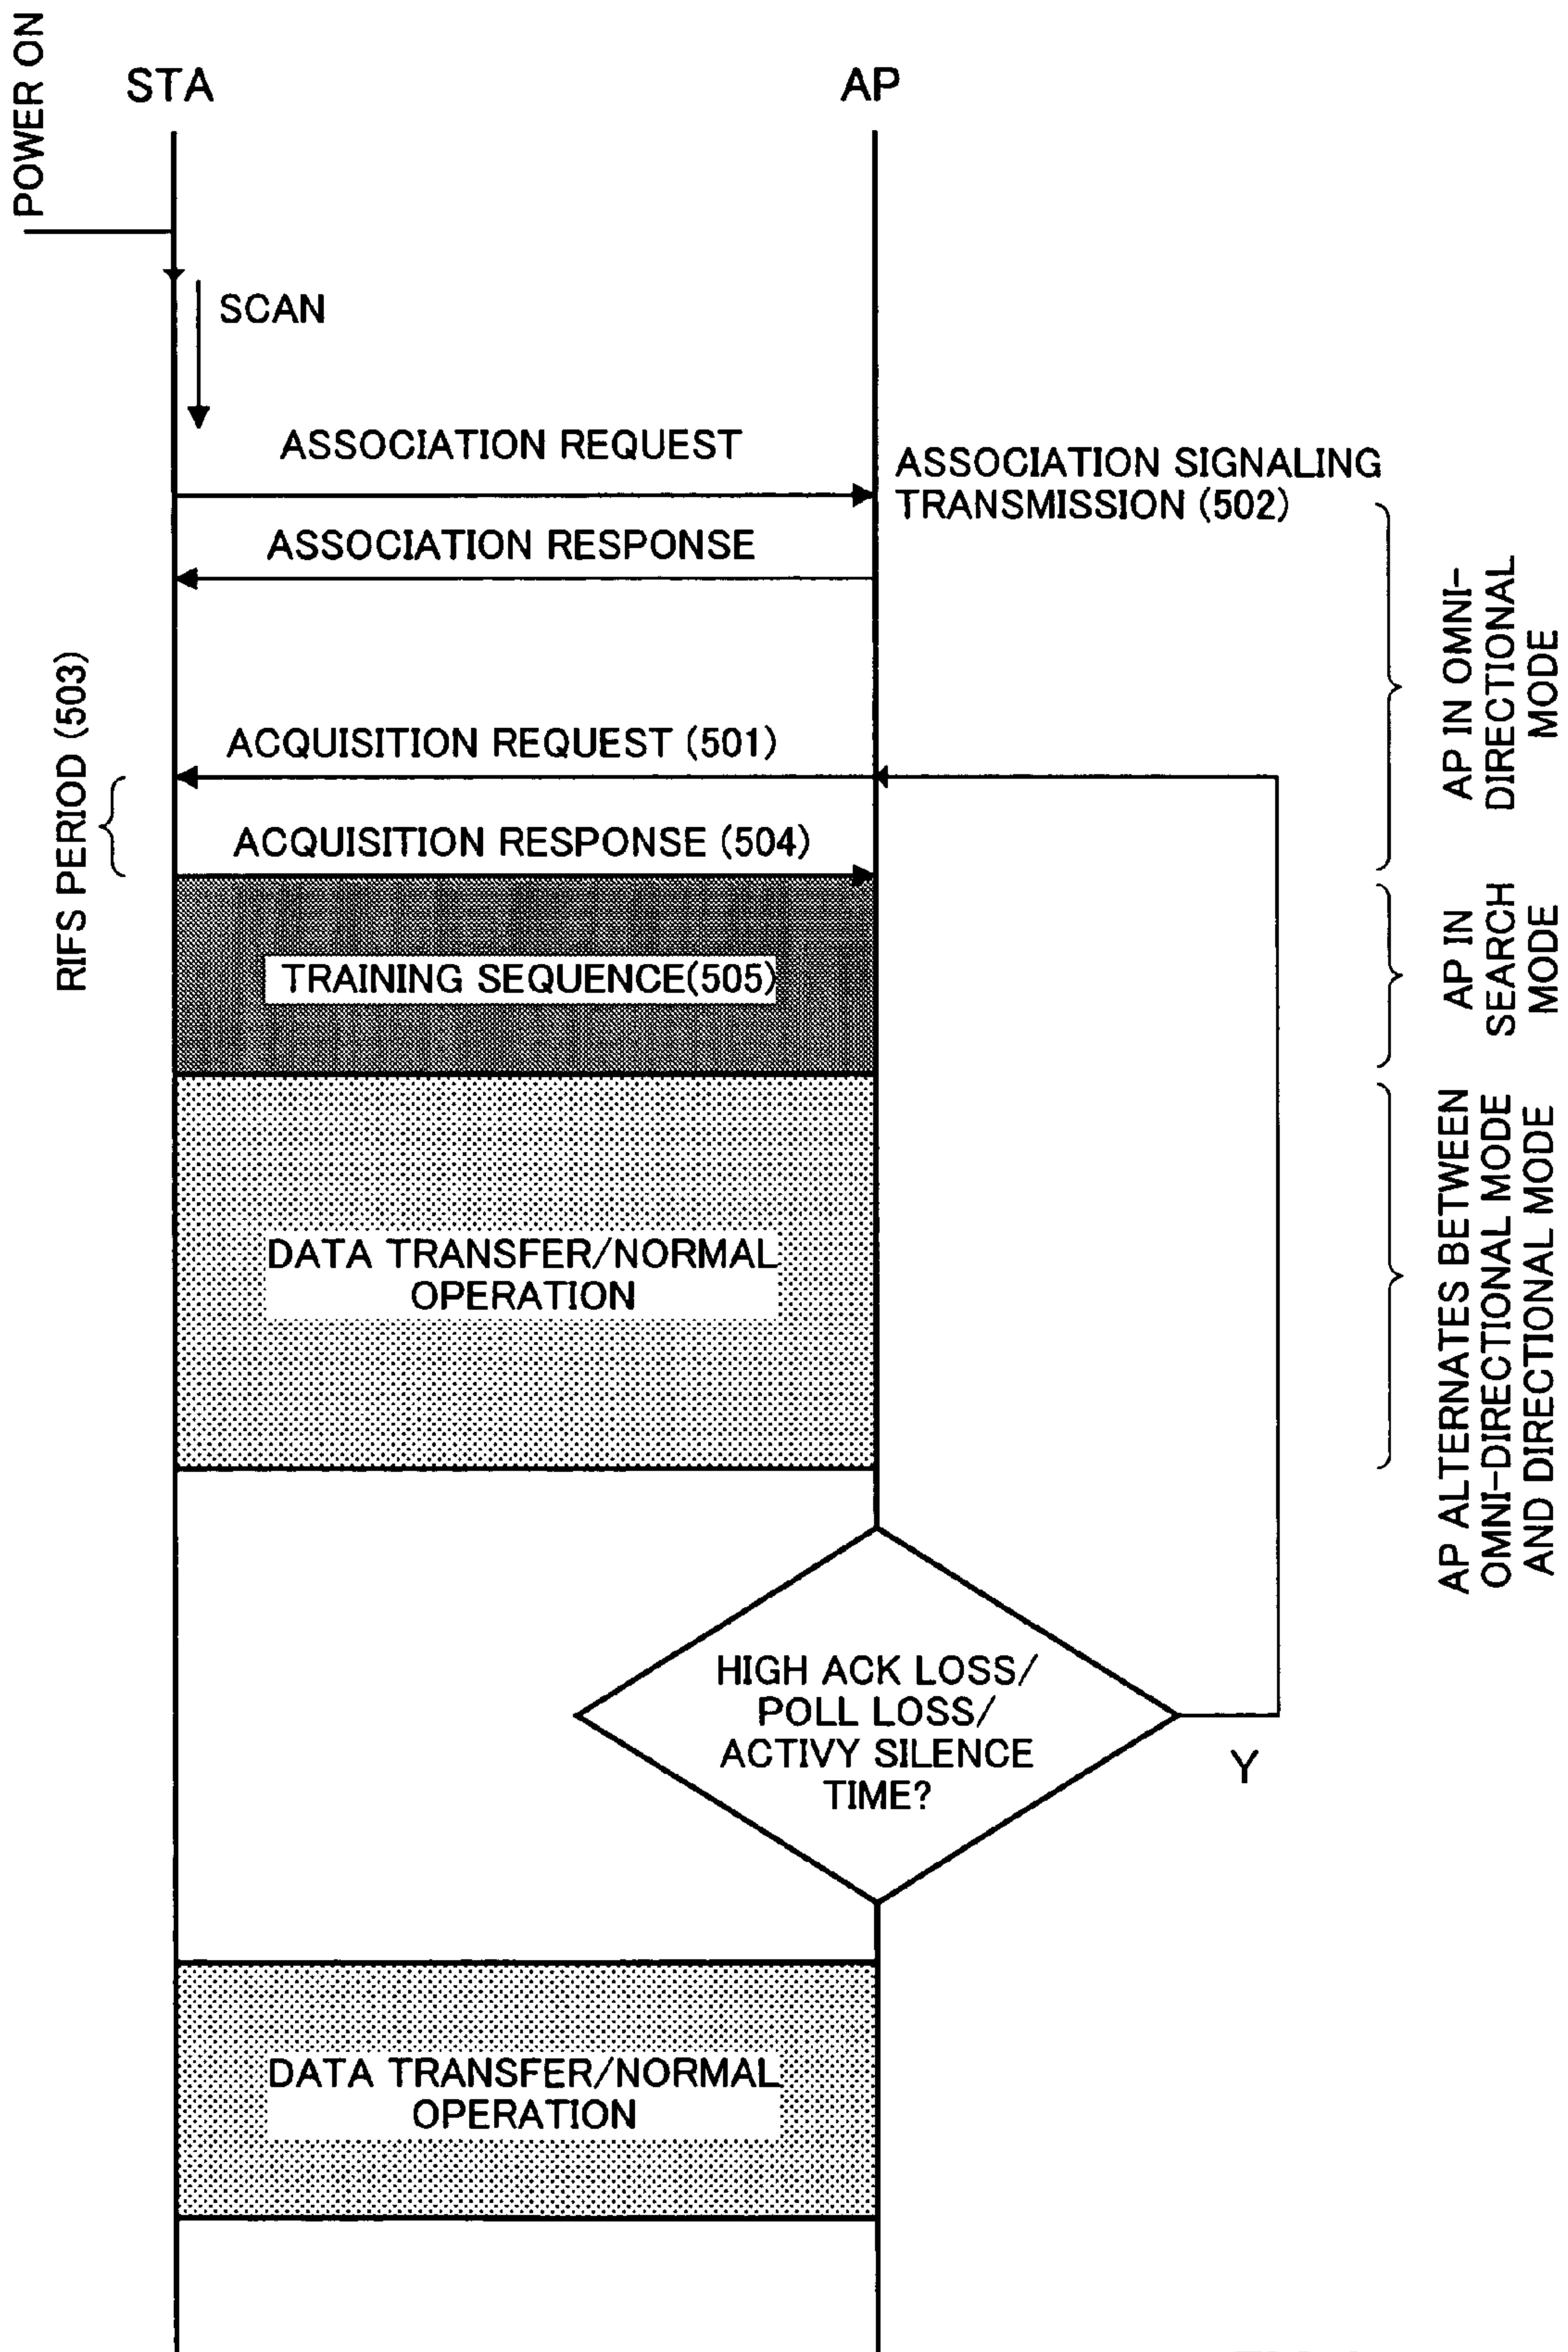 POWER ON
STA
AP
SCAN
ASSOCIATION REQUEST
ASSOCIATION SIGNALING
TRANSMISSION (502)
ASSOCIATION RESPONSE
AP IN OMNI-
DIRECTIONAL
MODE
RIFS PERIOD (503)
ACQUISITION REQUEST (501)
ACQUISITION RESPONSE (504)
TRAINING SEQUENCE(505)
AP IN
SEARCH
MODE
DATA TRANSFER/NORMAL
OPERATION
AP ALTERNATES BETWEEN
OMNI-DIRECTIONAL MODE
AND DIRECTIONAL MODE
HIGH ACK LOSS/
POLL LOSS/
ACTIVY SILENCE
TIME?
Y
DATA TRANSFER/NORMAL
OPERATION